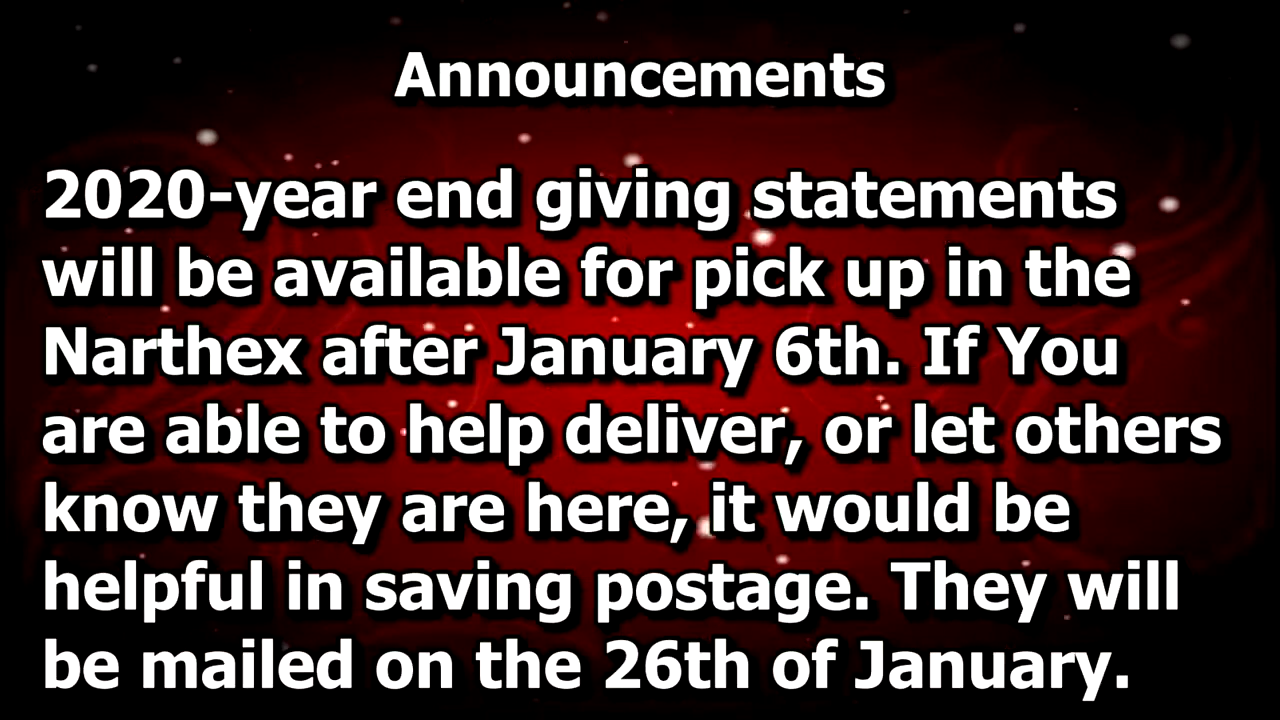 Announcements
2020-year end giving statements
will be available for pick up in the
Narthex after January 6th. If You
are able to help deliver, or let others
know they are here, it would be
helpful in saving postage. They will
be mailed on the 26th of January.